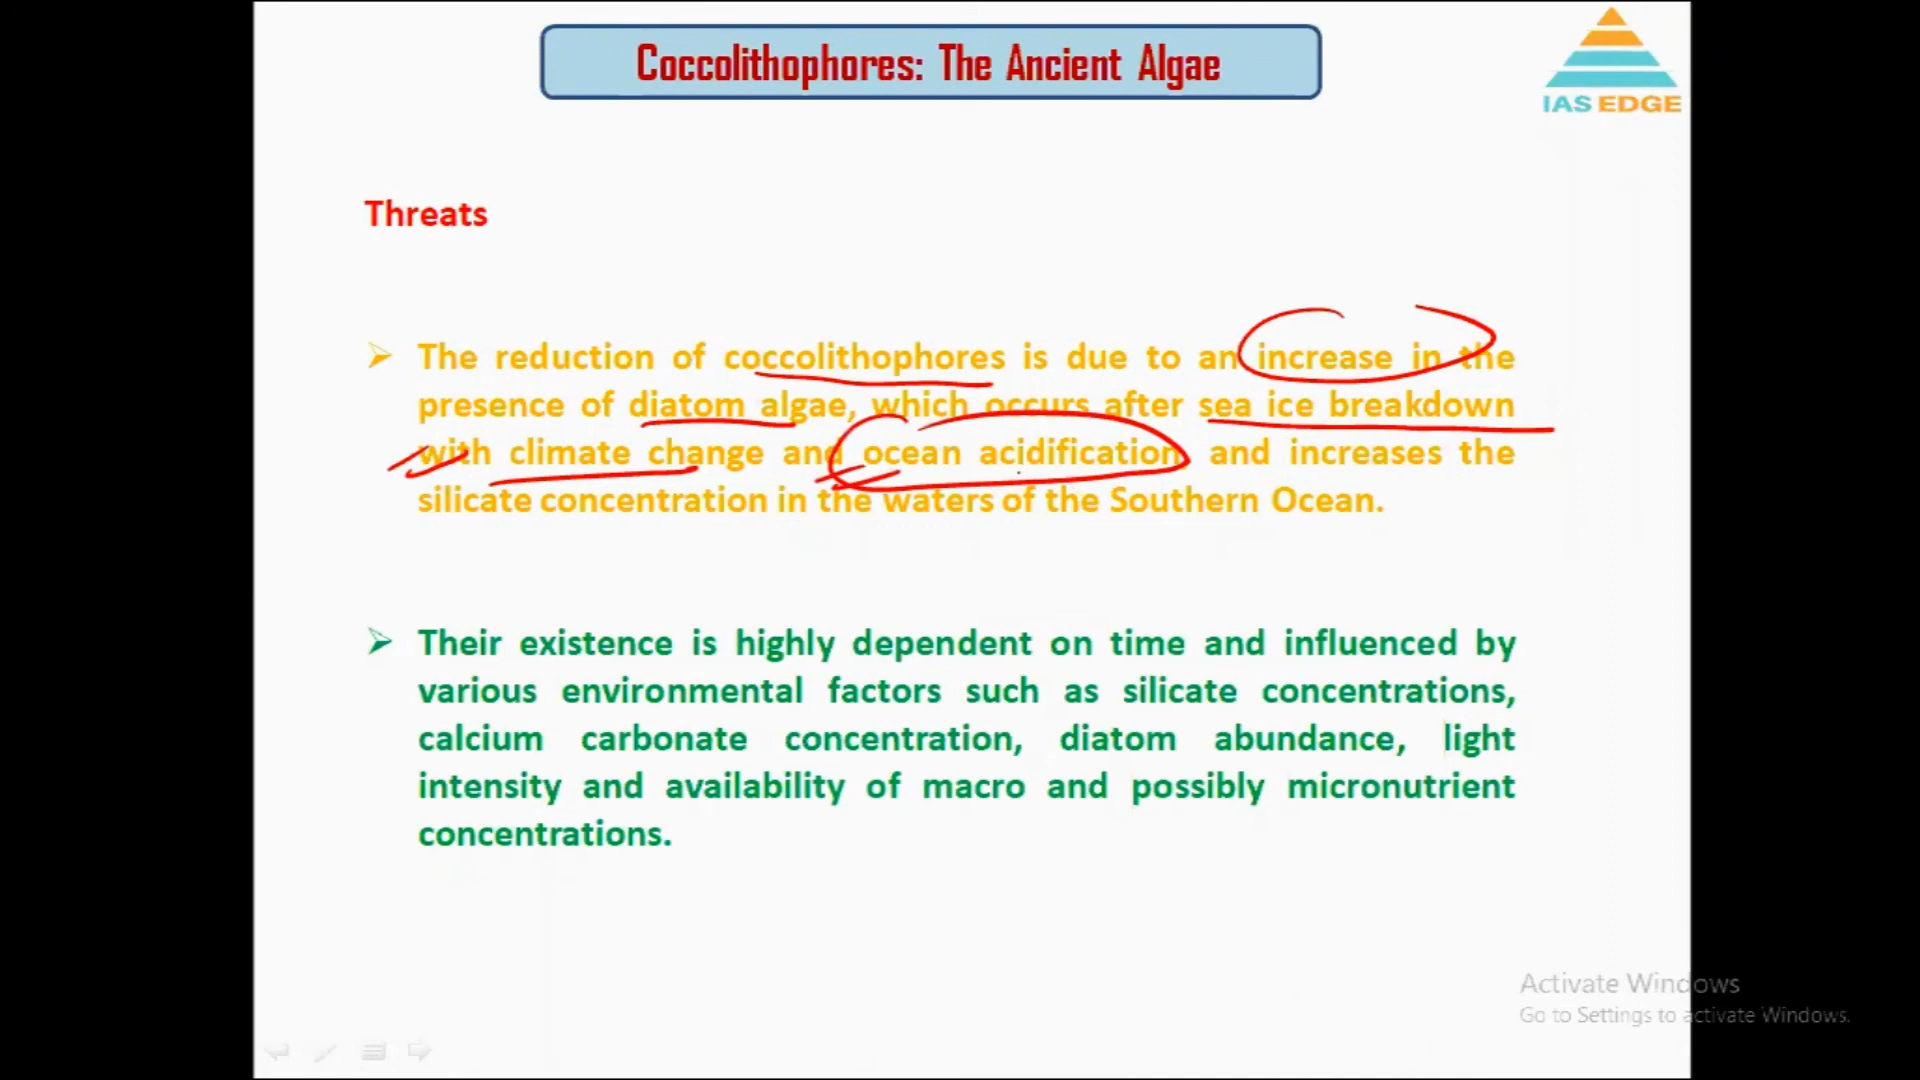 Coccolithophores: The Ancient Algae
IAS EDGE
Threats
The reduction of coccolithophores is due to an increase in the
presence of diatom algae, which occurs after sea ice breakdown
with climate change and ocean acidification, and increases the
silicate concentration in the waters of the Southern Ocean.
Their existence is highly dependent on time and influenced by
various environmental factors such as silicate concentrations,
calcium carbonate concentration, diatom abundance, light
intensity and availability of macro and possibly micronutrient
concentrations.
Activate Windows
Go to Settings to activate Windows.